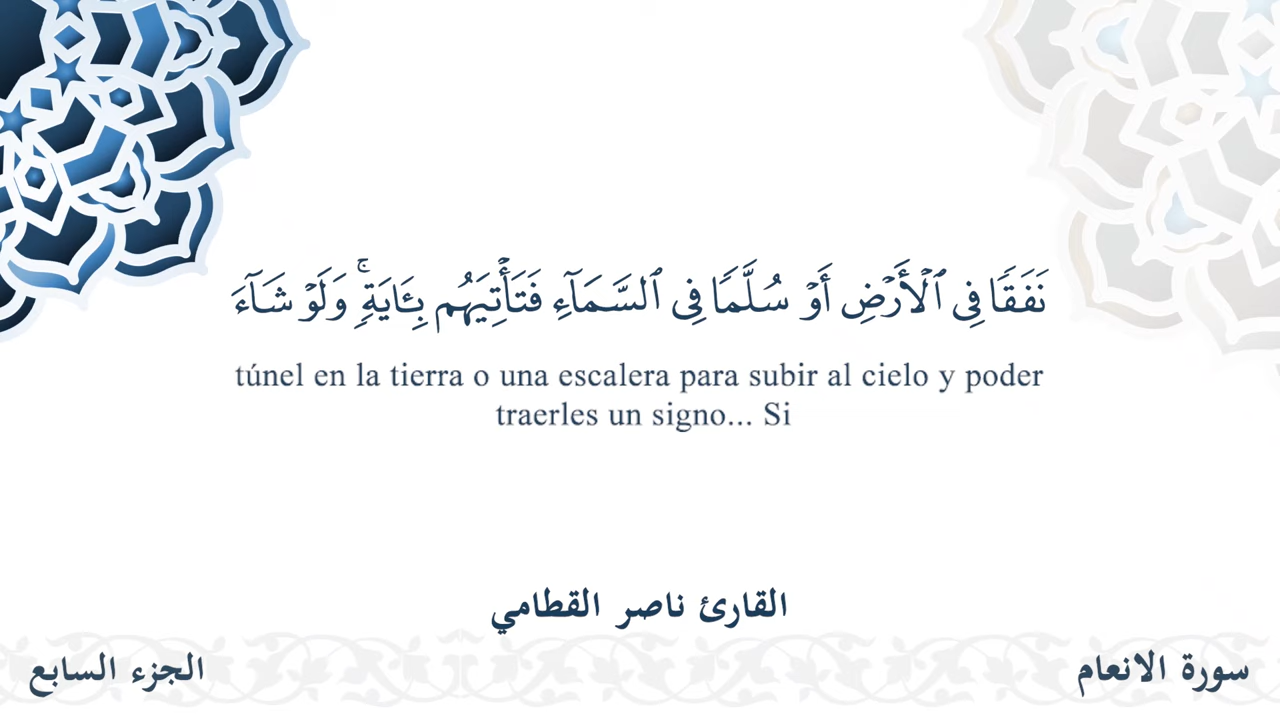 نَفَقًا فِى ٱلْأَرْضِ أَوْ سُلَّمًا فِى ٱلسَّمَآءِ فَتَأْتِيَهُم بِـَٔايَةٍ ۚ وَلَوْ شَآءَ
túnel en la tierra o una escalera para subir al cielo y poder
traerles un signo... Si
القارئ ناصر القطامي
سورة الانعام
الجزء السابع